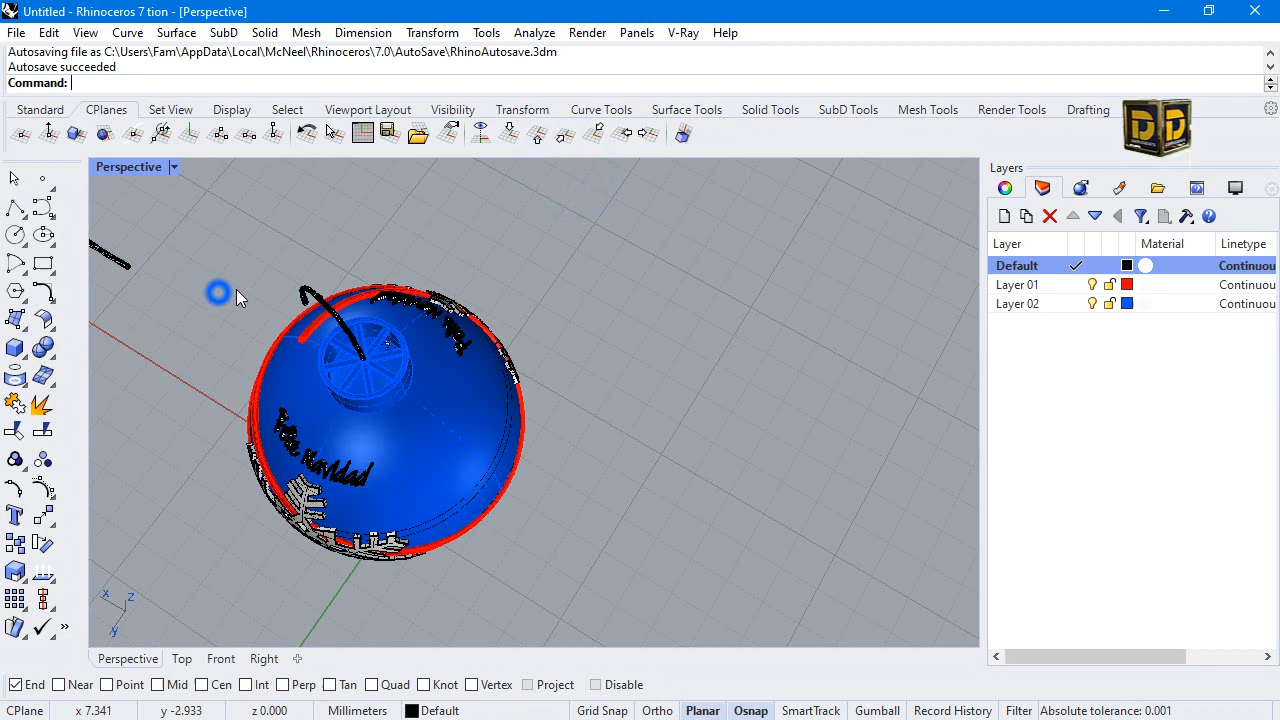 Untitled - Rhinoceros 7 tion - [Perspective]
File Edit View Curve Surface SubD Solid Mesh Dimension Transform Tools Analyze Render Panels V-Ray Help
Autosaving file as C:\Users\Fam\AppData\Local\McNeel\Rhinoceros\7.0\AutoSave\RhinoAutosave.3dm
Autosave succeeded
Command:
Standard CPlanes Set View Display Select Viewport Layout Visibility Transform Curve Tools Surface Tools Solid Tools SubD Tools Mesh Tools Render Tools Drafting
D D
Perspective
Layers
Layer Material Linetype
Default Continuou
Layer 01 Continuou
Layer 02 Continuou
Navidad
x z
y
Perspective Top Front Right
End Near Point Mid Cen Int Perp Tan Quad Knot Vertex Project Disable
CPlane x 7.341 y -2.933 z 0.000 Millimeters Default Grid Snap Ortho Planar Osnap SmartTrack Gumball Record History Filter Absolute tolerance: 0.001